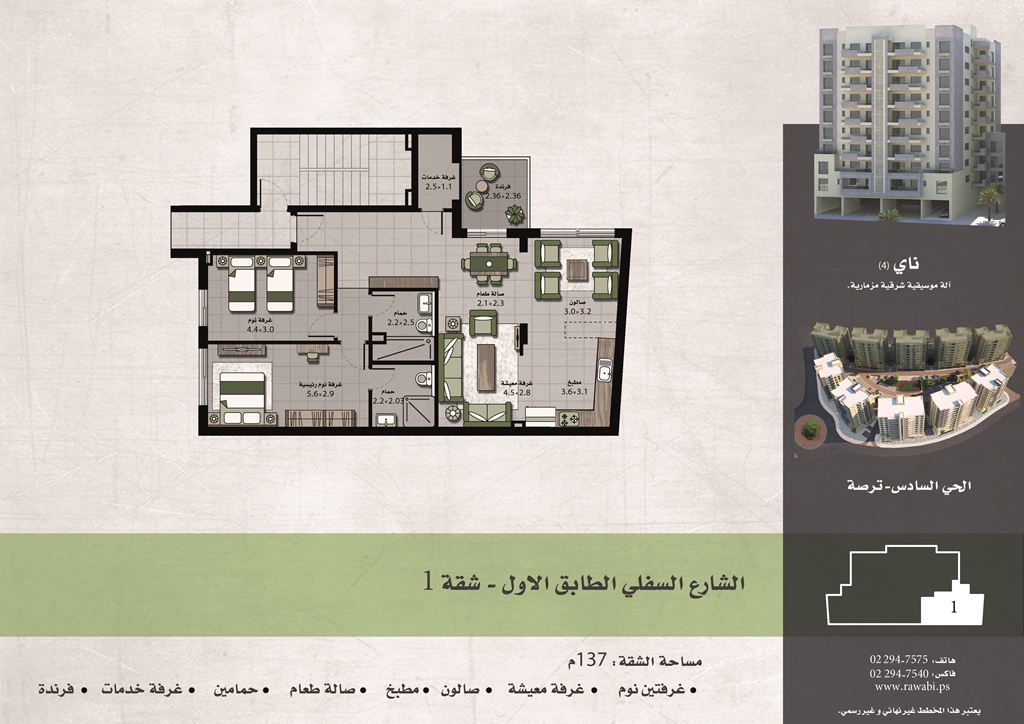 غرفة خدمات
2.5×1.1
فرندة
2.36×2.36
صالة طعام
2.1×2.3
صالون
3.0×3.2
غرفة نوم
4.4×3.0
حمام
2.2×2.5
غرفة نوم رئيسية
5.6×2.9
حمام
2.2×2.03
غرفة معيشة
4.5×2.8
مطبخ
3.6×3.1
ناي (4)
آلة موسيقية شرقية مزمارية.
الحي السادس-ترصة
الشارع السفلي الطابق الاول - شقة 1
1
مساحة الشقة: 137م
• غرفتين نوم • غرفة معيشة • صالون • مطبخ • صالة طعام • حمامين • غرفة خدمات • فرندة
هاتف: 02 294-7575
فاكس: 02 294-7540
www.rawabi.ps
يعتبر هذا المخطط غير نهائي و غير رسمي.